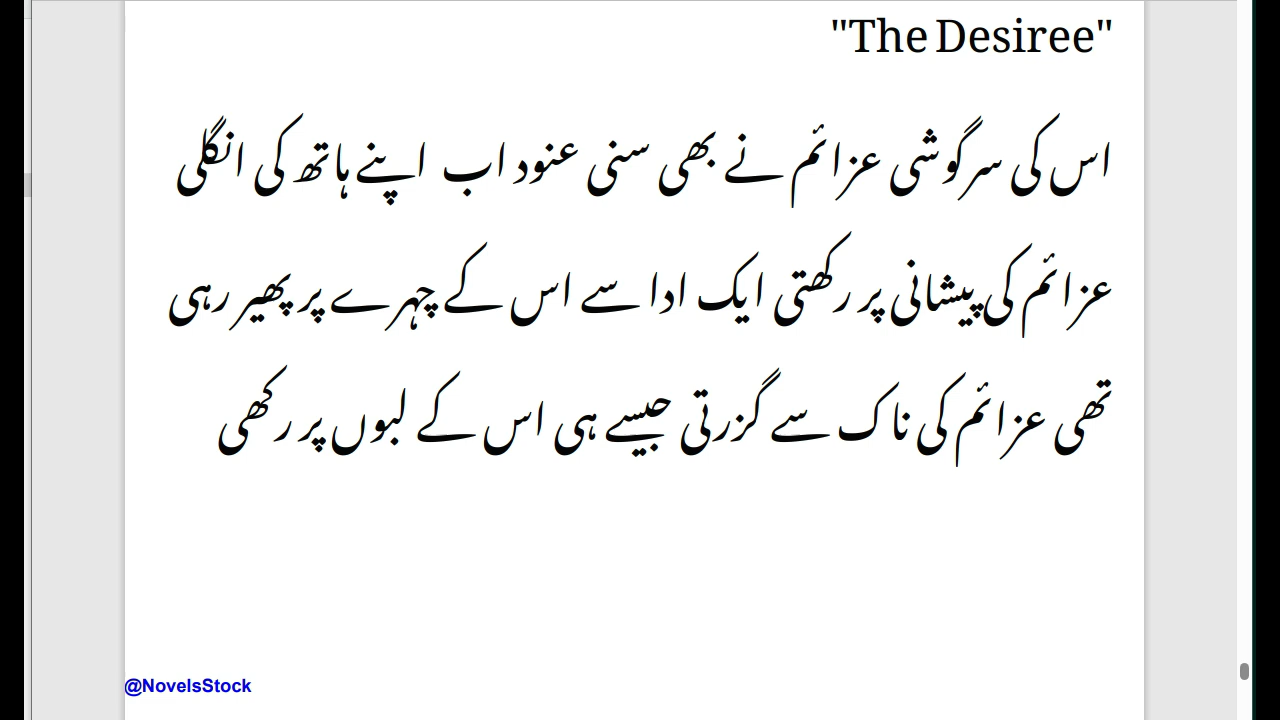 "The Desiree"
اس کی سرگوشی عزائم نے بھی سنی عنود اب اپنے ہاتھ کی انگلی
عزائم کی پیشانی پر رکھتی ایک ادا سے اس کے چہرے پر پھیر رہی
تھی عزائم کی ناک سے گزرتی جیسے ہی اس کے لبوں پر رکھی
@NovelsStock